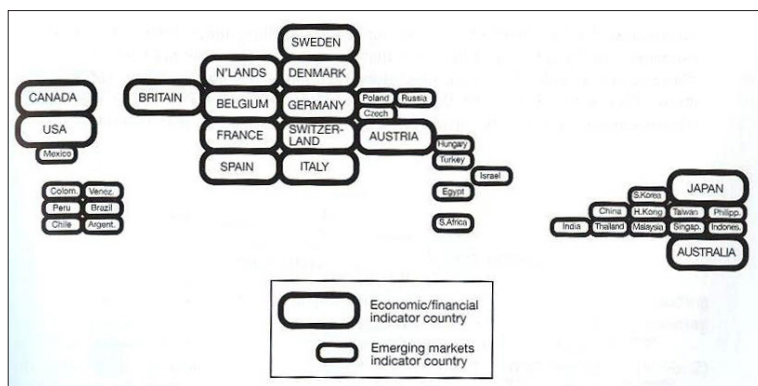 SWEDEN
N'LANDS DENMARK
CANADA BRITAIN BELGIUM GERMANY Poland Russia
Czech
USA FRANCE SWITZER-
LAND AUSTRIA
Hungary
Mexico SPAIN ITALY Turkey
Israel
Colom. Venez. Egypt S.Korea JAPAN
Peru Brazil China H.Kong Taiwan Philipp.
Chile Argent. S.Africa India Thailand Malaysia Singap. Indones.
AUSTRALIA
Economic/financial
indicator country
Emerging markets
indicator country